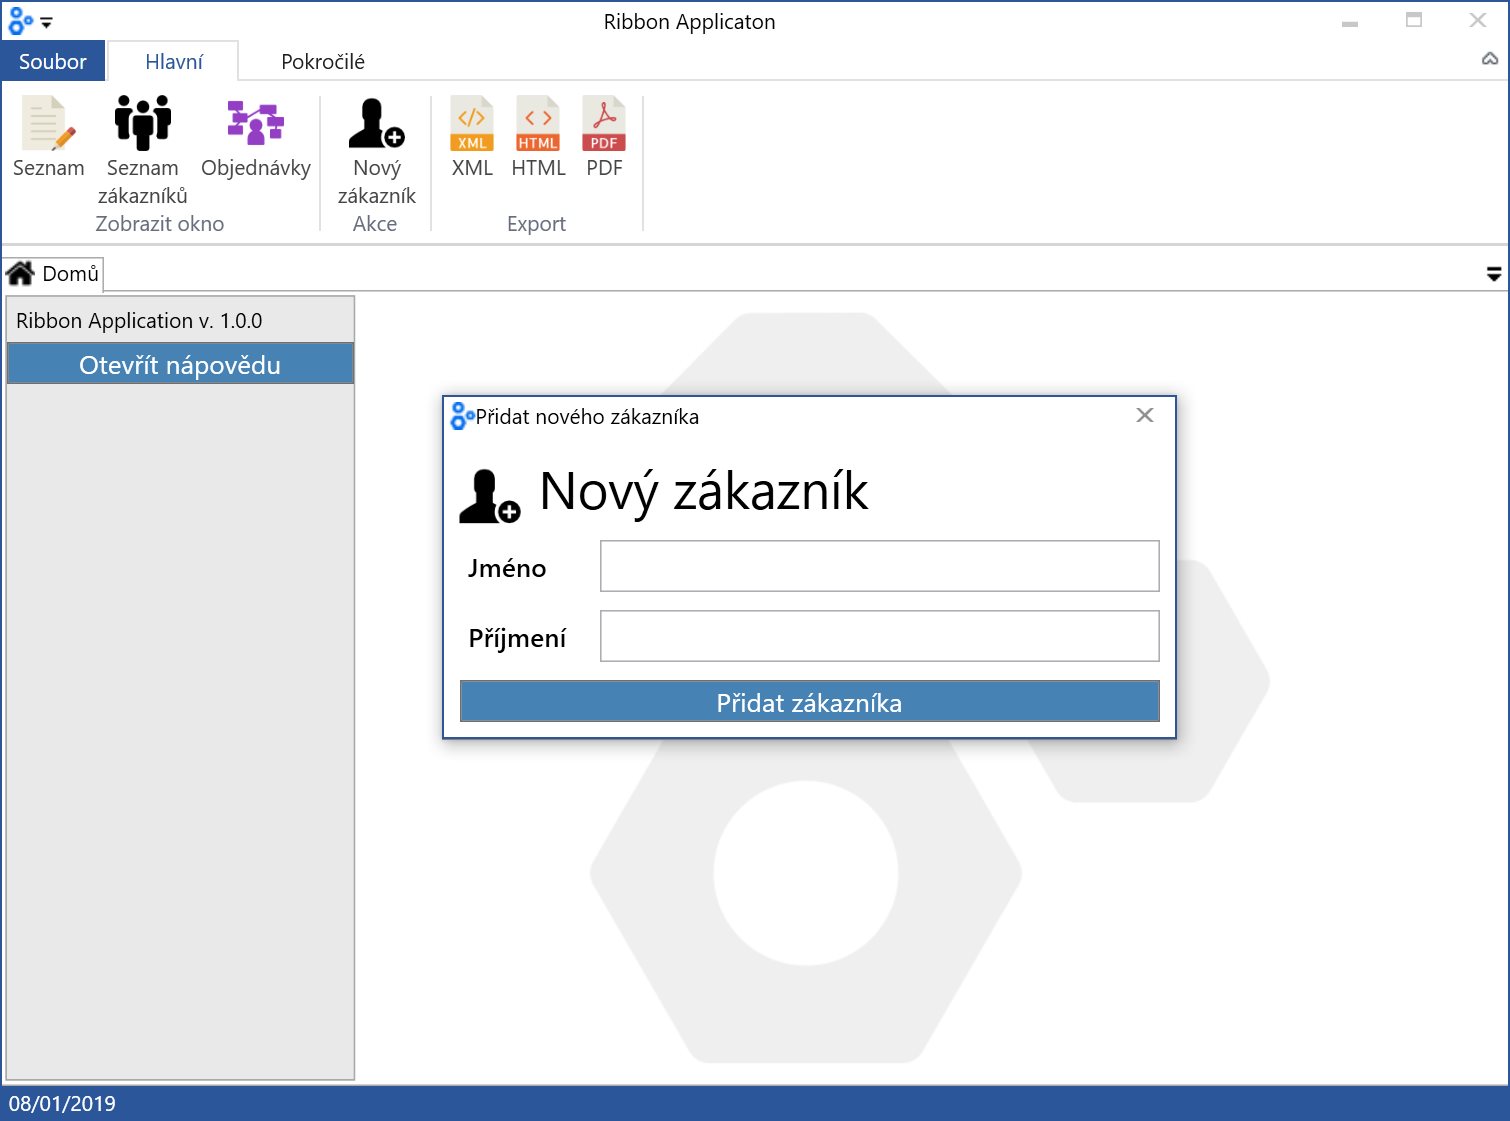 Ribbon Applicaton
Soubor Hlavní Pokročilé
XML HTML PDF
Seznam Seznam zákazníků Objednávky Nový zákazník XML HTML PDF
Zobrazit okno Akce Export
Domů
Ribbon Application v. 1.0.0
Otevřít nápovědu
Přidat nového zákazníka
Nový zákazník
Jméno
Příjmení
Přidat zákazníka
08/01/2019